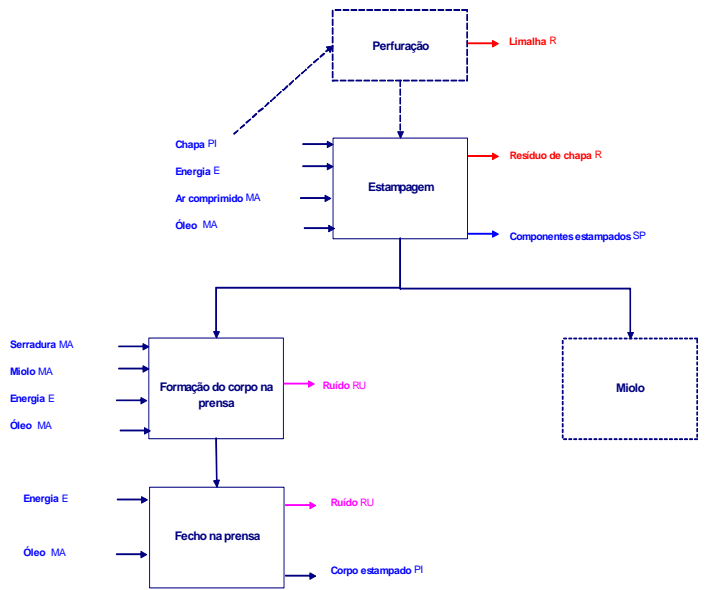 Perfuração
Limalha R
Chapa PI
Energia E
Ar comprimido MA
Óleo MA
Estampagem
Resíduo de chapa R
Componentes estampados SP
Serradura MA
Miolo MA
Energia E
Óleo MA
Formação do corpo na
prensa
Ruído RU
Miolo
Energia E
Óleo MA
Fecho na prensa
Ruído RU
Corpo estampado PI